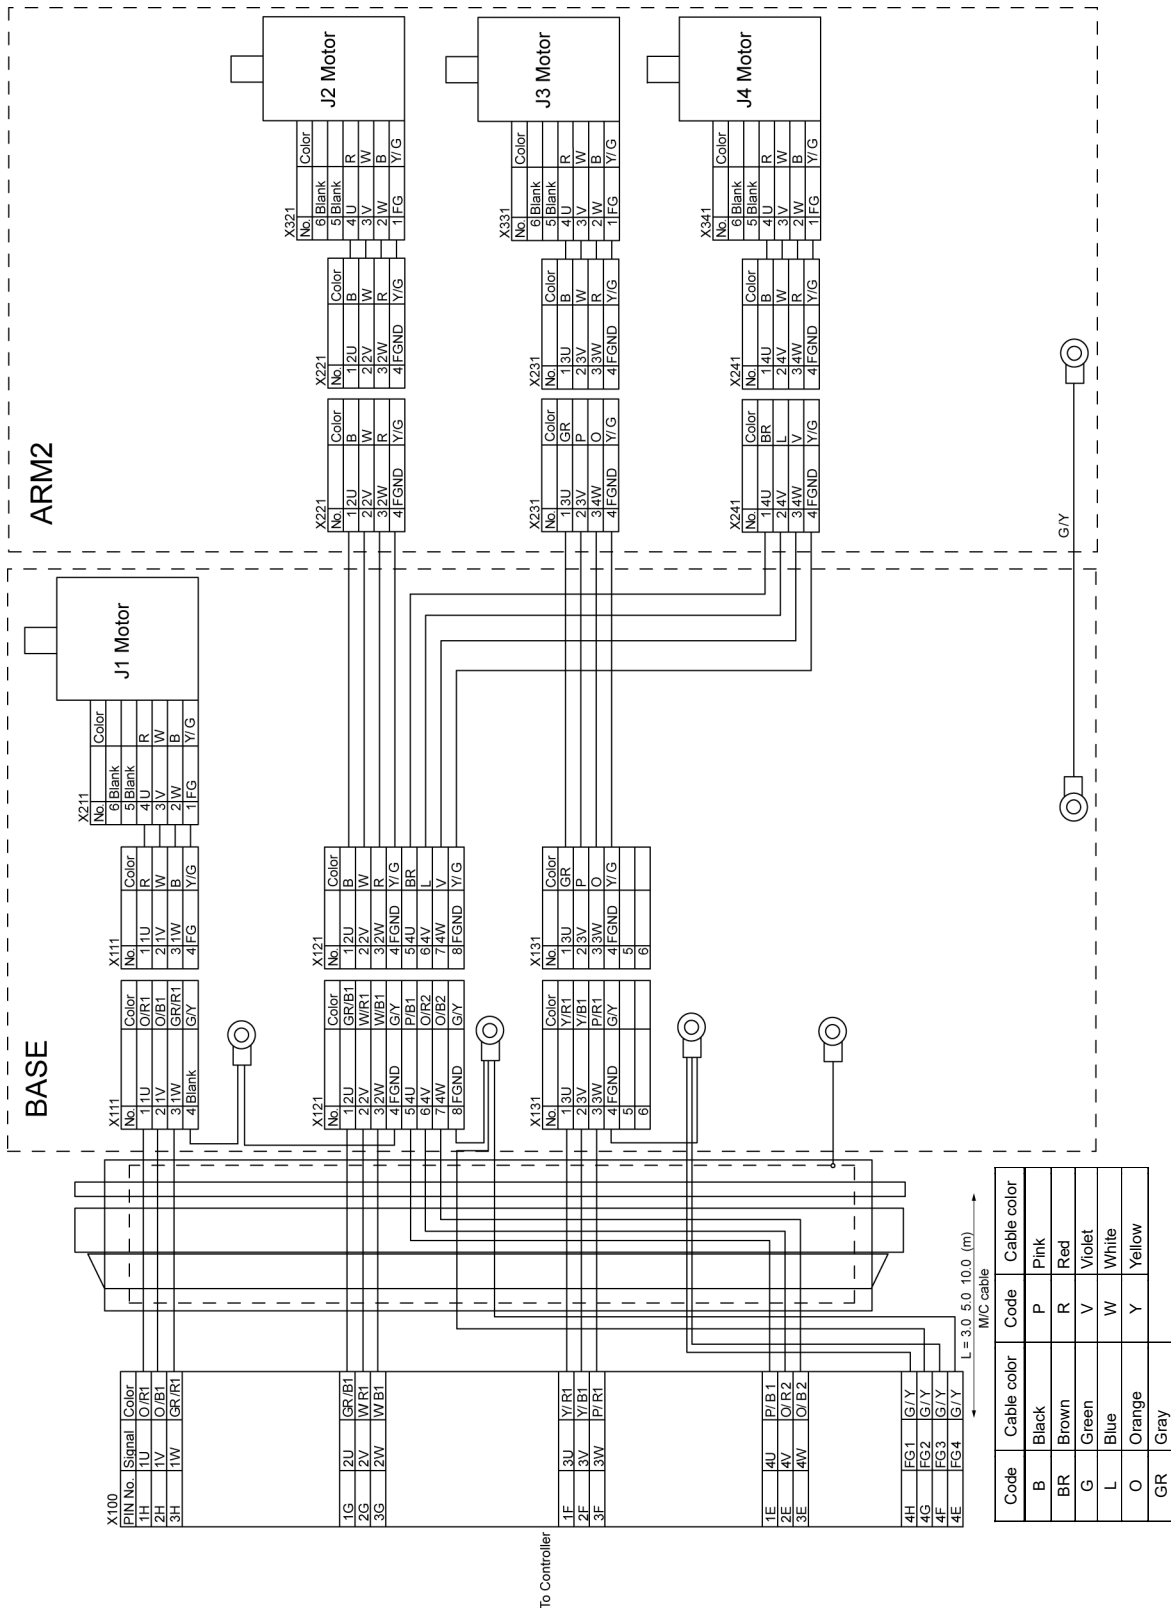 ARM2
J2 Motor
X321
No. Color
6 Blank
5 Blank
4 U R
3 V W
2 W B
1 FG Y/ G
X221
No. Color
1 2U B
2 2V W
3 2W R
4 FGND Y/G
X221
No. Color
1 2U B
2 2V W
3 2W R
4 FGND Y/G
J3 Motor
X331
No. Color
6 Blank
5 Blank
4 U R
3 V W
2 W B
1 FG Y/ G
X231
No. Color
1 3U B
2 3V W
3 3W R
4 FGND Y/G
X231
No. Color
1 3U GR
2 3V P
3 4W O
4 FGND Y/ G
J4 Motor
X341
No. Color
6 Blank
5 Blank
4 U R
3 V W
2 W B
1 FG Y/ G
X241
No. Color
1 4U B
2 4V W
3 4W R
4 FGND Y/G
X241
No. Color
1 4U BR
2 4V L
3 4W V
4 FGND Y/G
G/Y
BASE
J1 Motor
X211
No. Color
6 Blank
5 Blank
4 U R
3 V W
2 W B
1 FG Y/ G
X111
No. Color
1 1U R
2 1V W
3 1W B
4 FG Y/G
X111
No. Color
1 1U O/R1
2 1V O/B1
3 1W GR/R1
4 Blank G/Y
X121
No. Color
1 2U B
2 2V W
3 2W R
4 FGND Y/ G
5 4U BR
6 4V L
7 4W V
8 FGND Y/ G
X121
No. Color
1 2U GR/B1
2 2V W/R1
3 2W W/B1
4 FGND G/Y
5 4U P/B1
6 4V O/R2
7 4W O/B2
8 FGND G/Y
X131
No. Color
1 3U GR
2 3V P
3 3W O
4 FGND Y/ G
5
6
X131
No. Color
1 3U Y/R1
2 3V Y/B1
3 3W P/R1
4 FGND G/Y
5
6
X100
PIN No. Signal Color
1H 1U O /R1
2H 1V O /B1
3H 1W GR /R1
1G 2U GR /B1
2G 2V W R1
3G 2W W B1
1F 3U Y/ R1
2F 3V Y/ B1
3F 3W P/ R1
1E 4U P/ B 1
2E 4V O/ R 2
3E 4W O/ B 2
4H FG1 G / Y
4G FG2 G / Y
4F FG3 G / Y
4E FG4 G / Y
To Controller
L = 3.0 5.0 10.0 (m)
M/C cable
Code Cable color Code Cable color
B Black P Pink
BR Brown R Red
G Green V Violet
L Blue W White
O Orange Y Yellow
GR Gray